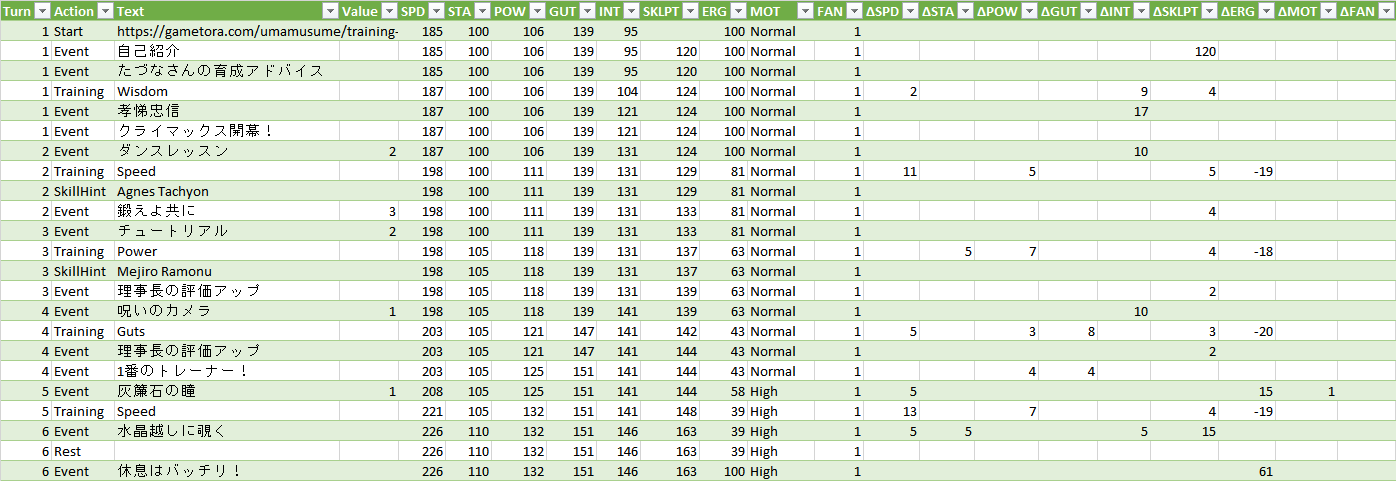 Turn Action Text Value SPD STA POW GUT INT SKLPT ERG MOT FAN ΔSPD ΔSTA ΔPOW ΔGUT ΔINT ΔSKLPT ΔERG ΔMOT ΔFAN
1 Start https://gametora.com/umamusume/training- 185 100 106 139 95 100 Normal 1
1 Event 自己紹介 185 100 106 139 95 120 100 Normal 1 120
1 Event たづなさんの育成アドバイス 185 100 106 139 95 120 100 Normal 1
1 Training Wisdom 187 100 106 139 104 124 100 Normal 1 2 9 4
1 Event 孝悌忠信 187 100 106 139 121 124 100 Normal 1 17
1 Event クライマックス開幕！ 187 100 106 139 121 124 100 Normal 1
2 Event ダンスレッスン 2 187 100 106 139 131 124 100 Normal 1 10
2 Training Speed 198 100 111 139 131 129 81 Normal 1 11 5 5 -19
2 SkillHint Agnes Tachyon 198 100 111 139 131 129 81 Normal 1
2 Event 鍛えよ共に 3 198 100 111 139 131 133 81 Normal 1 4
3 Event チュートリアル 2 198 100 111 139 131 133 81 Normal 1
3 Training Power 198 105 118 139 131 137 63 Normal 1 5 7 4 -18
3 SkillHint Mejiro Ramonu 198 105 118 139 131 137 63 Normal 1
3 Event 理事長の評価アップ 198 105 118 139 131 139 63 Normal 1 2
4 Event 呪いのカメラ 1 198 105 118 139 141 139 63 Normal 1 10
4 Training Guts 203 105 121 147 141 142 43 Normal 1 5 3 8 3 -20
4 Event 理事長の評価アップ 203 105 121 147 141 144 43 Normal 1 2
4 Event 1番のトレーナー！ 203 105 125 151 141 144 43 Normal 1 4 4
5 Event 灰簾石の瞳 1 208 105 125 151 141 144 58 High 1 5 15 1
5 Training Speed 221 105 132 151 141 148 39 High 1 13 7 4 -19
6 Event 水晶越しに覗く 226 110 132 151 146 163 39 High 1 5 5 5 15
6 Rest 226 110 132 151 146 163 39 High 1
6 Event 休息はバッチリ！ 226 110 132 151 146 163 100 High 1 61